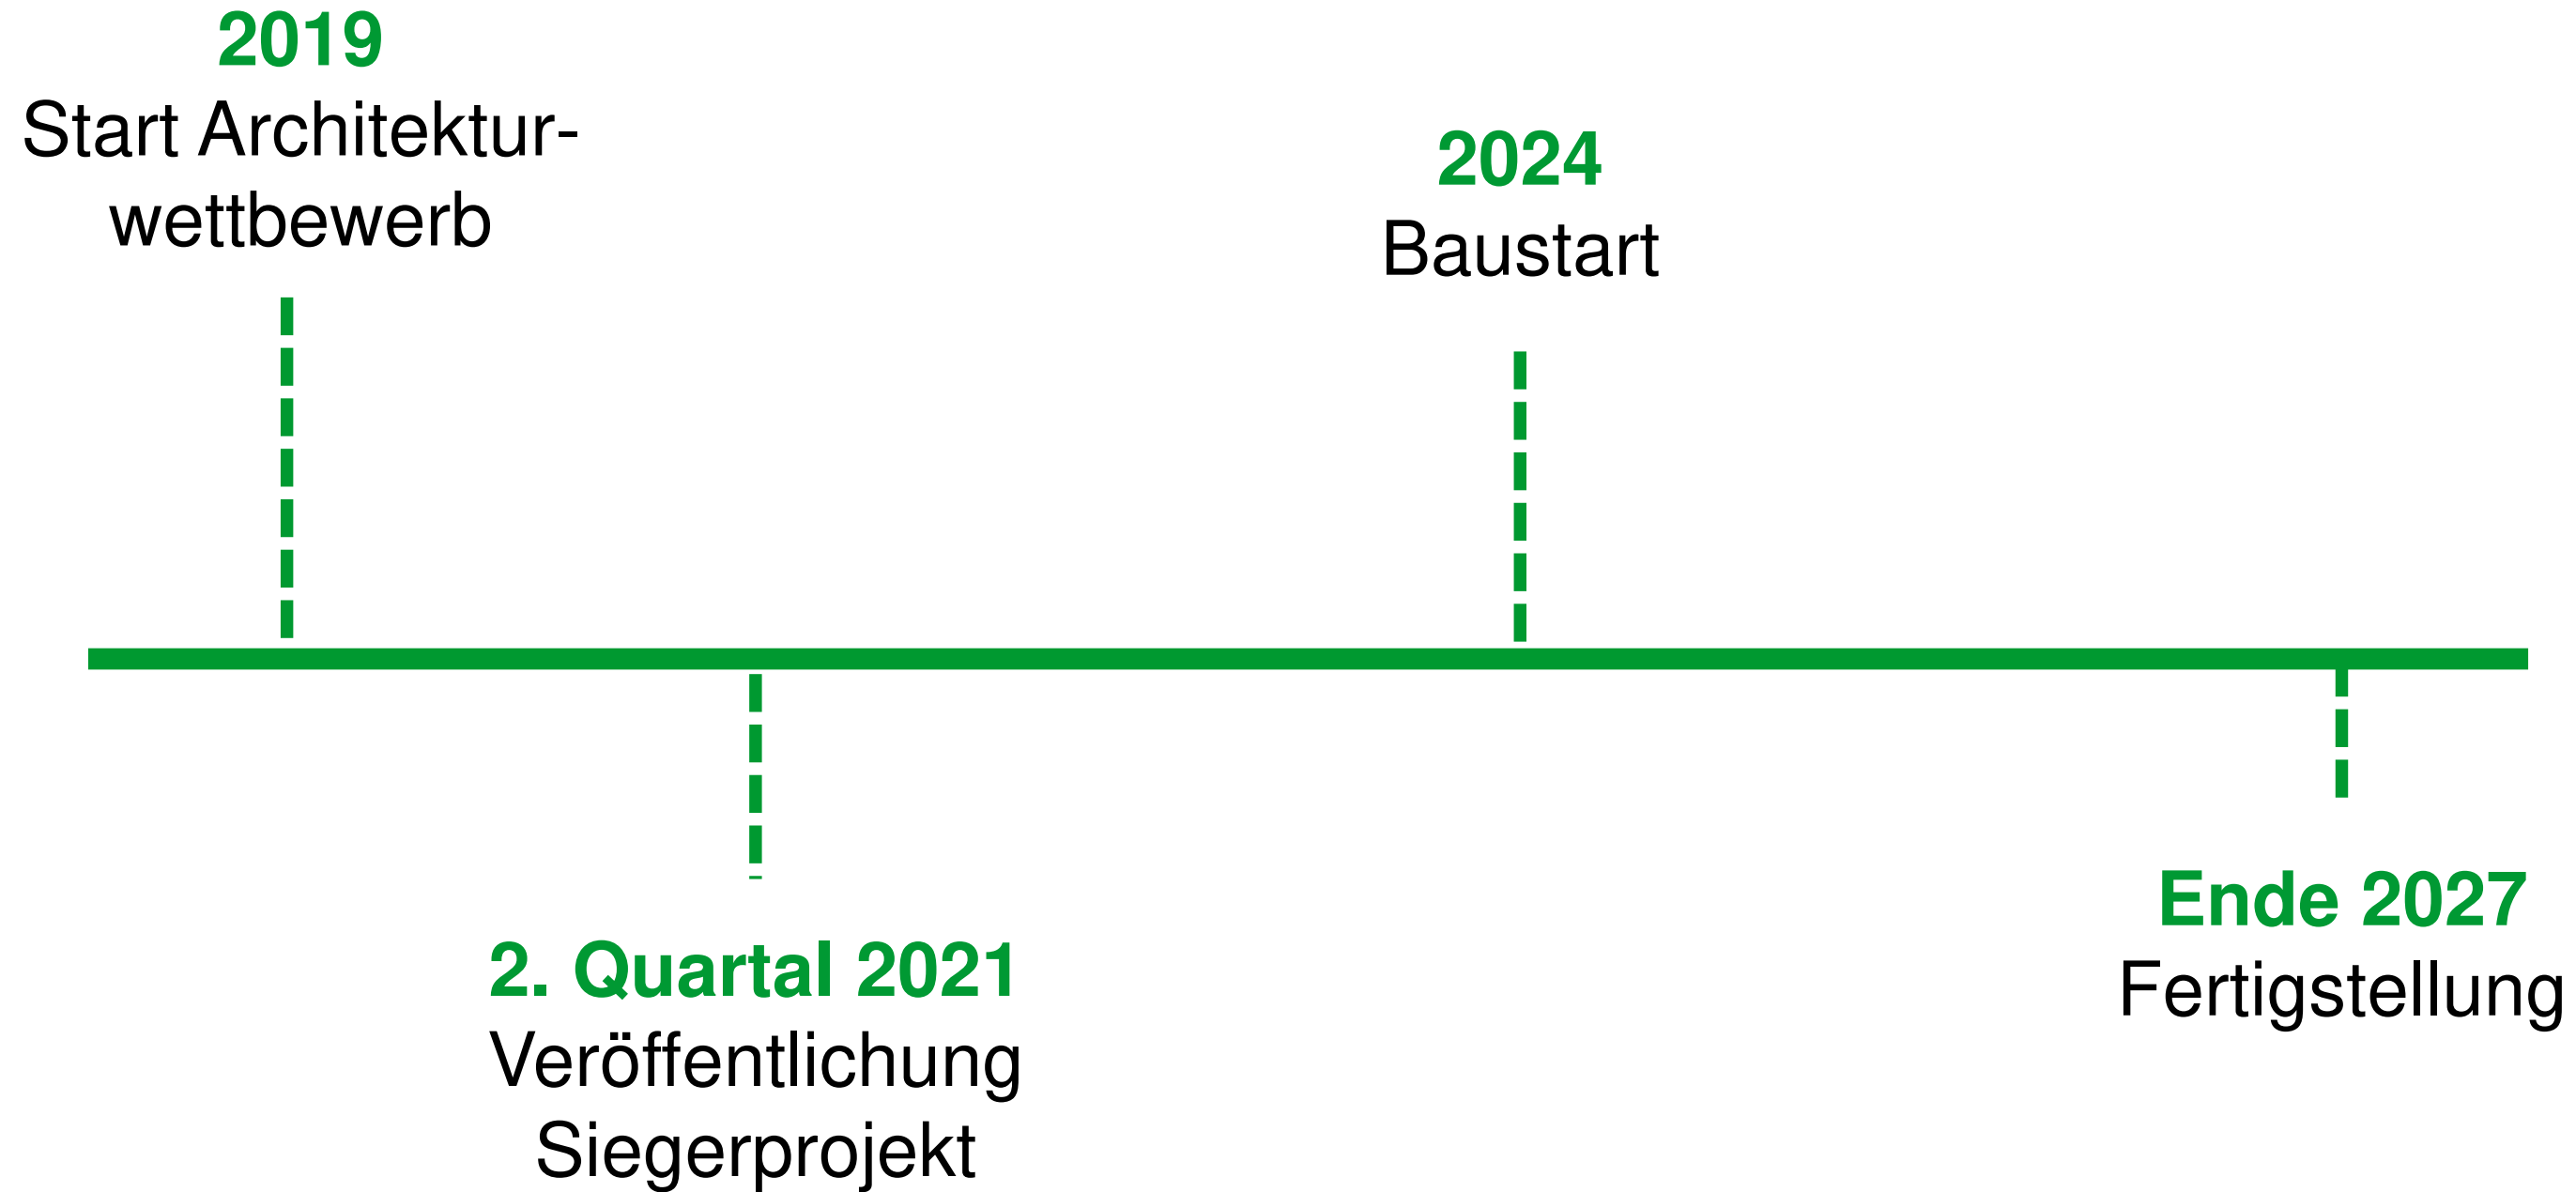 2019
Start Architektur-
wettbewerb
2024
Baustart
2. Quartal 2021
Veröffentlichung
Siegerprojekt
Ende 2027
Fertigstellung